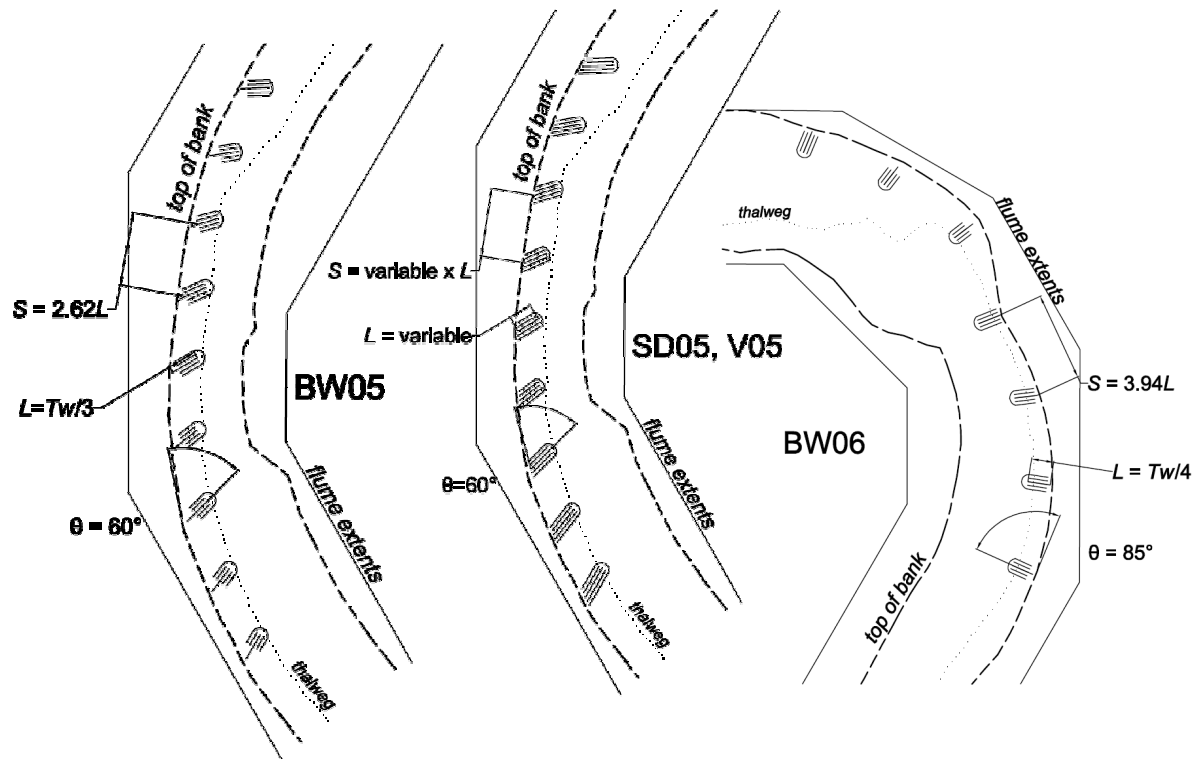 top of bank
S = 2.62L
L=Tw/3
BW05
θ = 60°
flume extents
thalweg
top of bank
S = variable x L
L = variable
SD05, V05
θ=60°
flume extents
thalweg
thalweg
flume extents
S = 3.94L
BW06
L = Tw/4
θ = 85°
top of bank